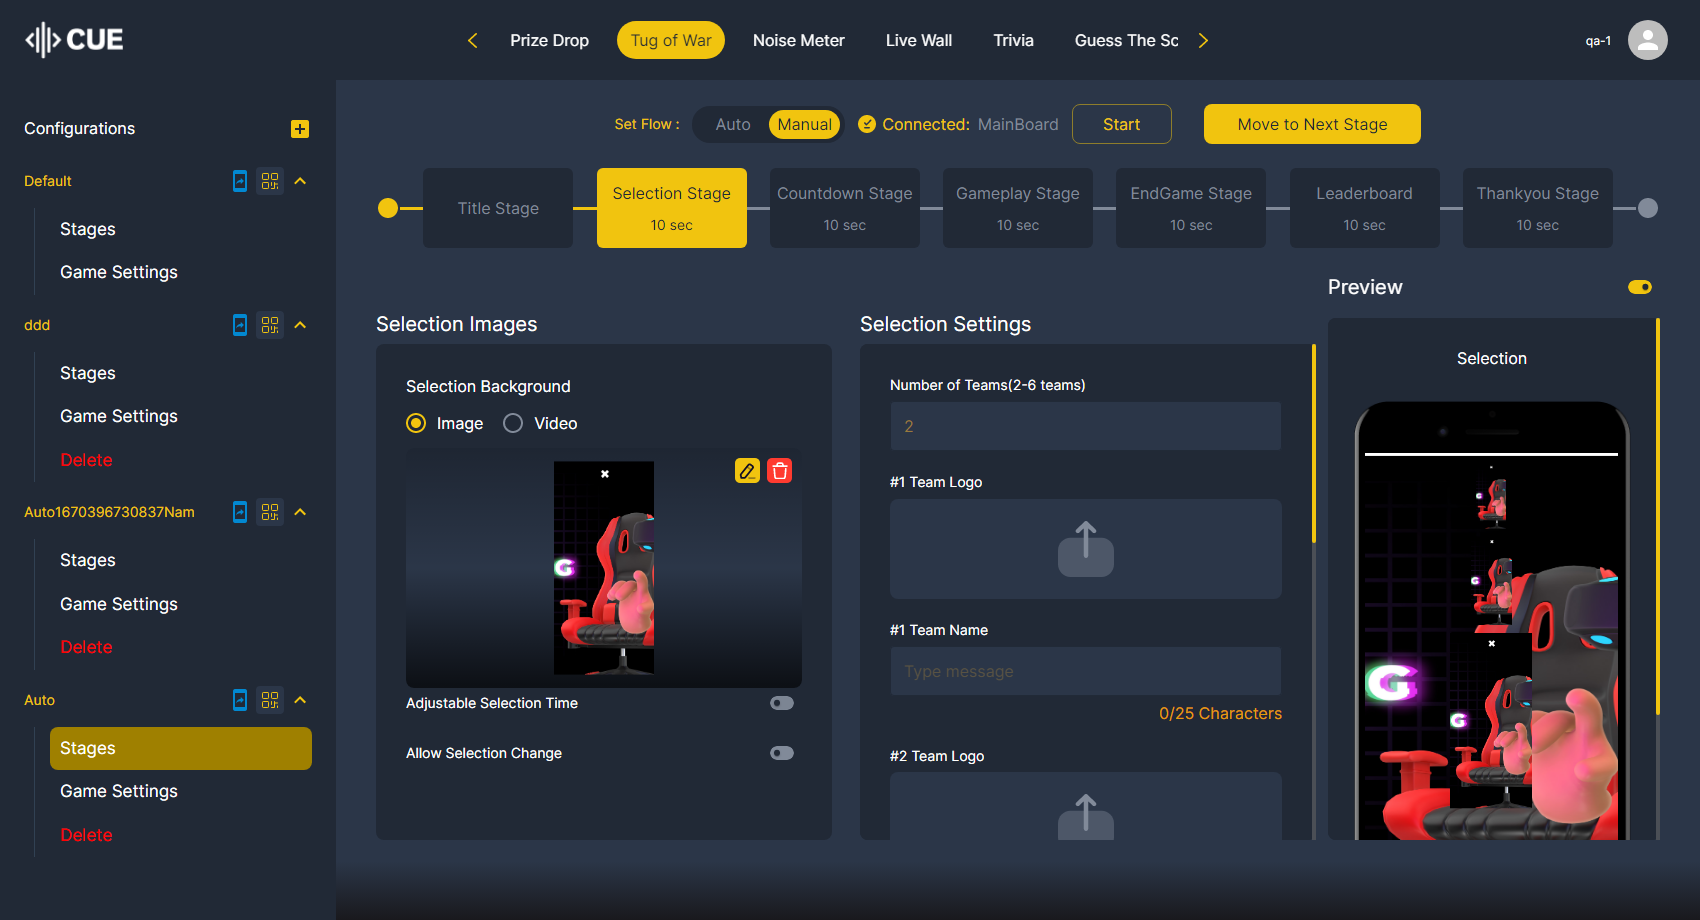 CUE
Prize Drop
Tug of War
Noise Meter
Live Wall
Trivia
Guess The Sc
qa-1
Configurations
Default
Stages
Game Settings
ddd
Stages
Game Settings
Delete
Auto1670396730837Nam
Stages
Game Settings
Delete
Auto
Stages
Game Settings
Delete
Set Flow :
Auto
Manual
Connected: MainBoard
Start
Move to Next Stage
Title Stage
Selection Stage
10 sec
Countdown Stage
10 sec
Gameplay Stage
10 sec
EndGame Stage
10 sec
Leaderboard
10 sec
Thankyou Stage
10 sec
Selection Images
Selection Background
Image
Video
G
Adjustable Selection Time
Allow Selection Change
Selection Settings
Number of Teams(2-6 teams)
2
#1 Team Logo
#1 Team Name
Type message
0/25 Characters
#2 Team Logo
Preview
Selection
G
G
G
G